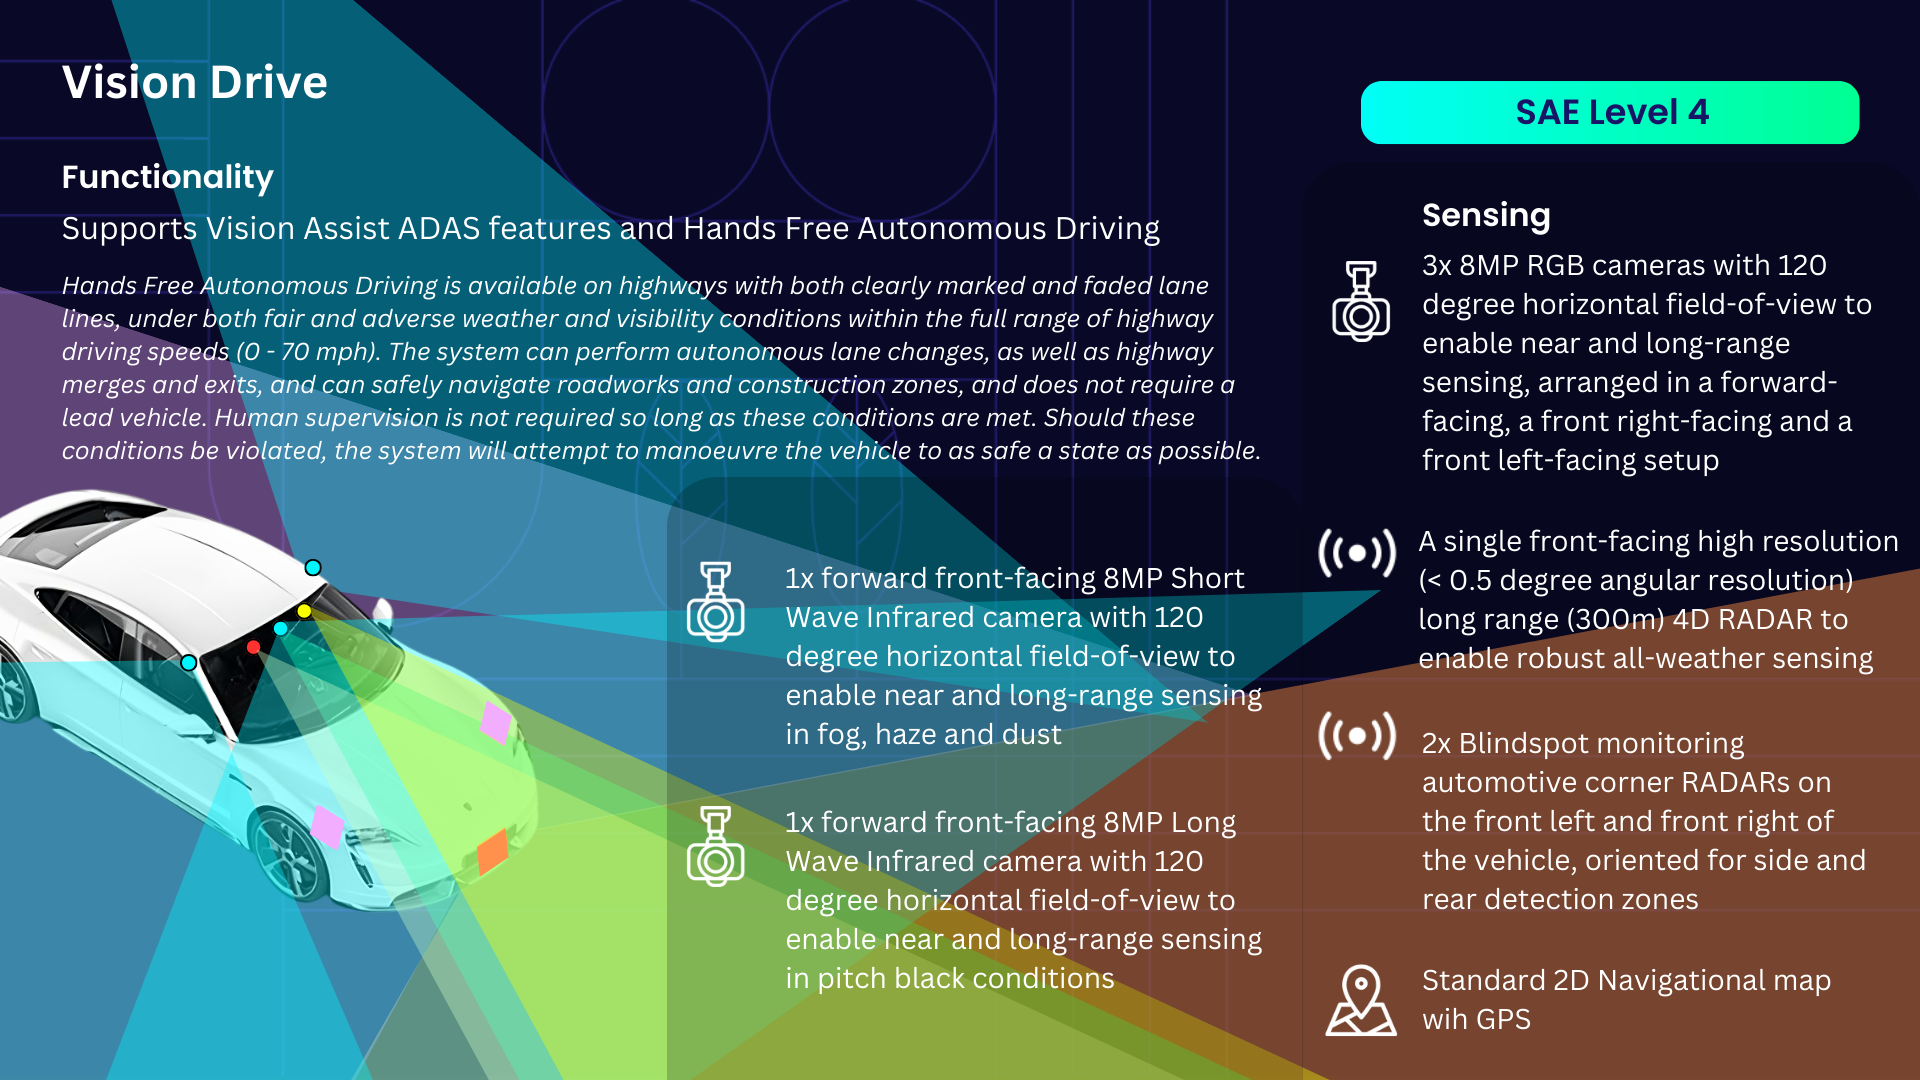 Vision Drive
SAE Level 4
Functionality
Supports Vision Assist ADAS features and Hands Free Autonomous Driving
Hands Free Autonomous Driving is available on highways with both clearly marked and faded lane
lines, under both fair and adverse weather and visibility conditions within the full range of highway
driving speeds (0 - 70 mph). The system can perform autonomous lane changes, as well as highway
merges and exits, and can safely navigate roadworks and construction zones, and does not require a
lead vehicle. Human supervision is not required so long as these conditions are met. Should these
conditions be violated, the system will attempt to manoeuvre the vehicle to as safe a state as possible.
1x forward front-facing 8MP Short
Wave Infrared camera with 120
degree horizontal field-of-view to
enable near and long-range sensing
in fog, haze and dust
1x forward front-facing 8MP Long
Wave Infrared camera with 120
degree horizontal field-of-view to
enable near and long-range sensing
in pitch black conditions
Sensing
3x 8MP RGB cameras with 120
degree horizontal field-of-view to
enable near and long-range
sensing, arranged in a forward-
facing, a front right-facing and a
front left-facing setup
A single front-facing high resolution
(< 0.5 degree angular resolution)
long range (300m) 4D RADAR to
enable robust all-weather sensing
2x Blindspot monitoring
automotive corner RADARs on
the front left and front right of
the vehicle, oriented for side and
rear detection zones
Standard 2D Navigational map
wih GPS